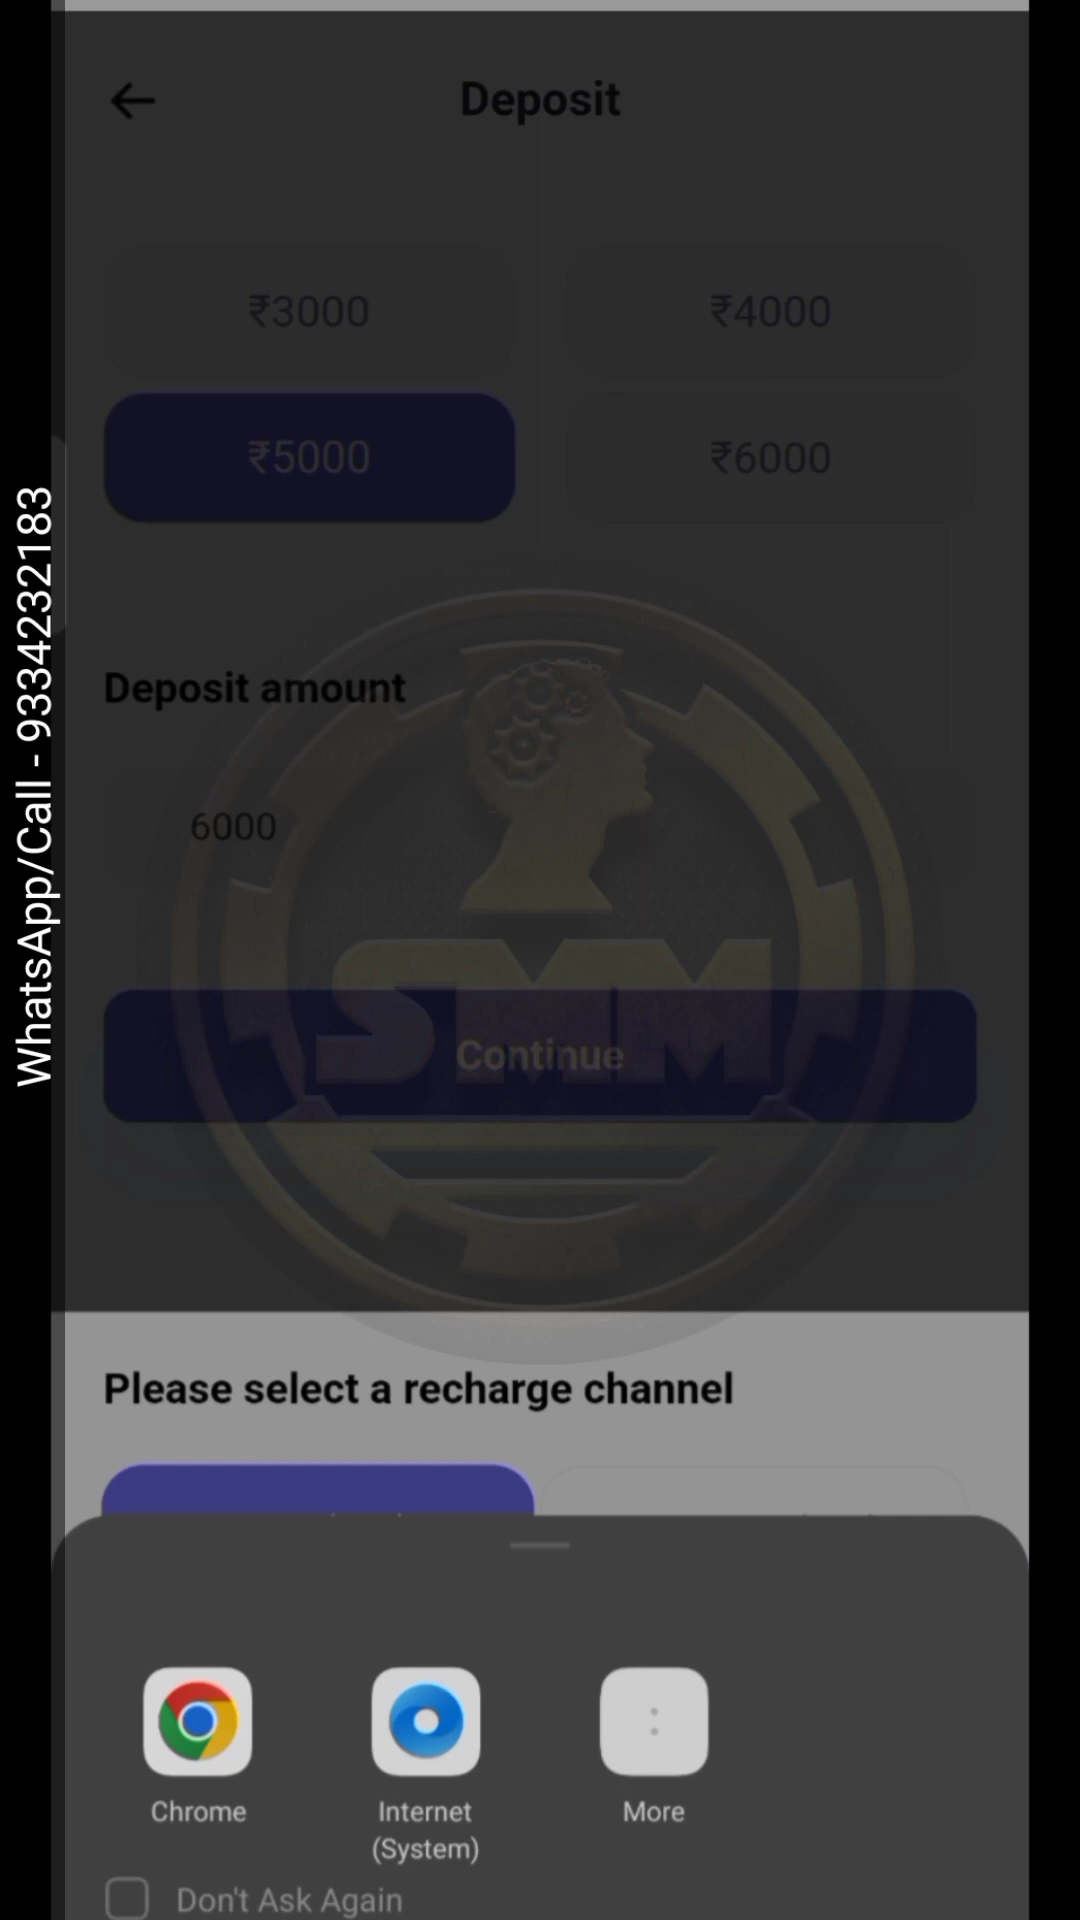 Deposit
₹3000
₹4000
₹5000
₹6000
Deposit amount
6000
SMM
Continue
Please select a recharge channel
Chrome
Internet
(System)
More
Don't Ask Again
WhatsApp/Call - 9334232183